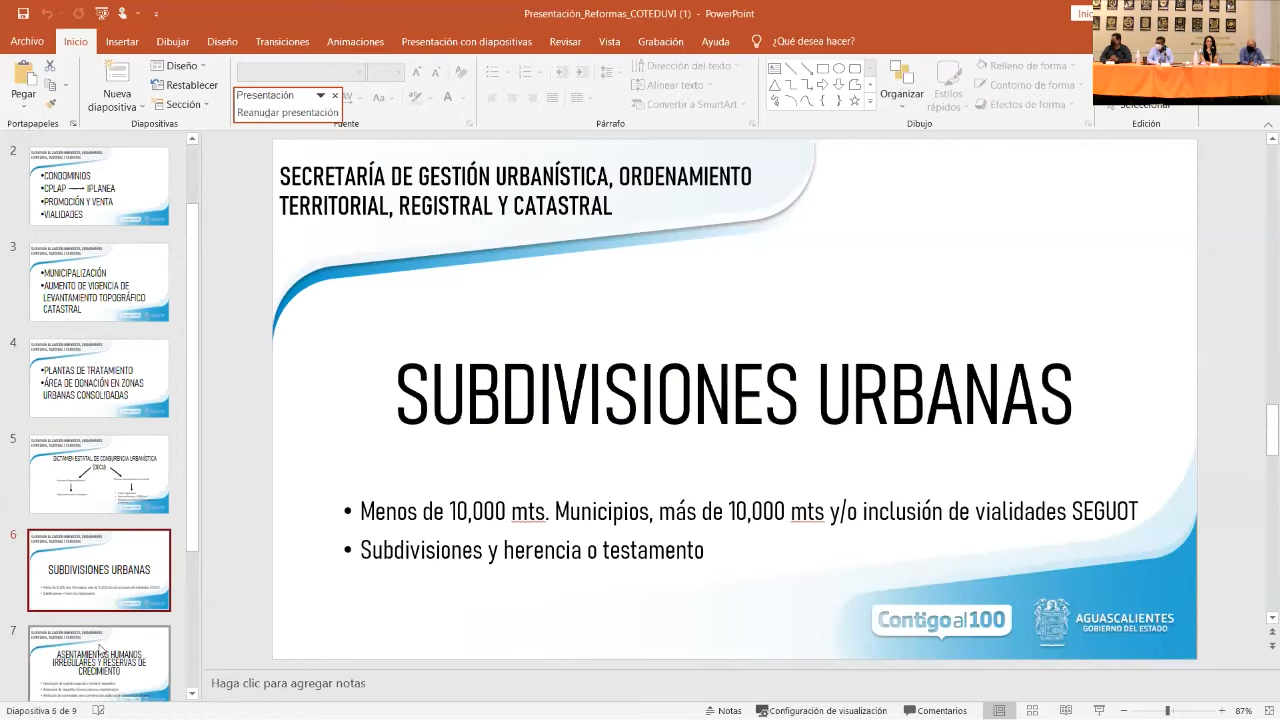 Presentación_Reformas_COTEDUVI (1) - PowerPoint
Archivo Inicio Insertar Dibujar Diseño Transiciones Animaciones Presentación de diapositivas Revisar Vista Grabación Ayuda ¿Qué desea hacer?
Pegar
Nueva diapositiva
Diseño
Restablecer
Sección
Presentación
Reanudar presentación
Dirección del texto
Alinear texto
Convertir a SmartArt
Organizar
Estilos rápidos
Relleno de forma
Contorno de forma
Efectos de forma
Seleccionar
Portapapeles Diapositivas Fuente Párrafo Dibujo Edición
2
•CONDOMINIOS
•CPLAP → IPLANEA
•PROMOCIÓN Y VENTA
•VIALIDADES
3
•MUNICIPALIZACIÓN
•AUMENTO DE VIGENCIA DE
LEVANTAMIENTO TOPOGRÁFICO
CATASTRAL
4
•PLANTAS DE TRATAMIENTO
•ÁREA DE DONACIÓN EN ZONAS
URBANAS CONSOLIDADAS
5
DICTAMEN ESTATAL DE CONGRUENCIA URBANÍSTICA
6
SUBDIVISIONES URBANAS
7
ASENTAMIENTOS HUMANOS
IRREGULARES Y RESERVAS DE
CRECIMIENTO
SECRETARÍA DE GESTIÓN URBANÍSTICA, ORDENAMIENTO
TERRITORIAL, REGISTRAL Y CATASTRAL
SUBDIVISIONES URBANAS
• Menos de 10,000 mts. Municipios, más de 10,000 mts y/o inclusión de vialidades SEGUOT
• Subdivisiones y herencia o testamento
Contigo al 100
AGUASCALIENTES
GOBIERNO DEL ESTADO
Haga clic para agregar notas
Diapositiva 6 de 9 Notas Configuración de visualización Comentarios 87%